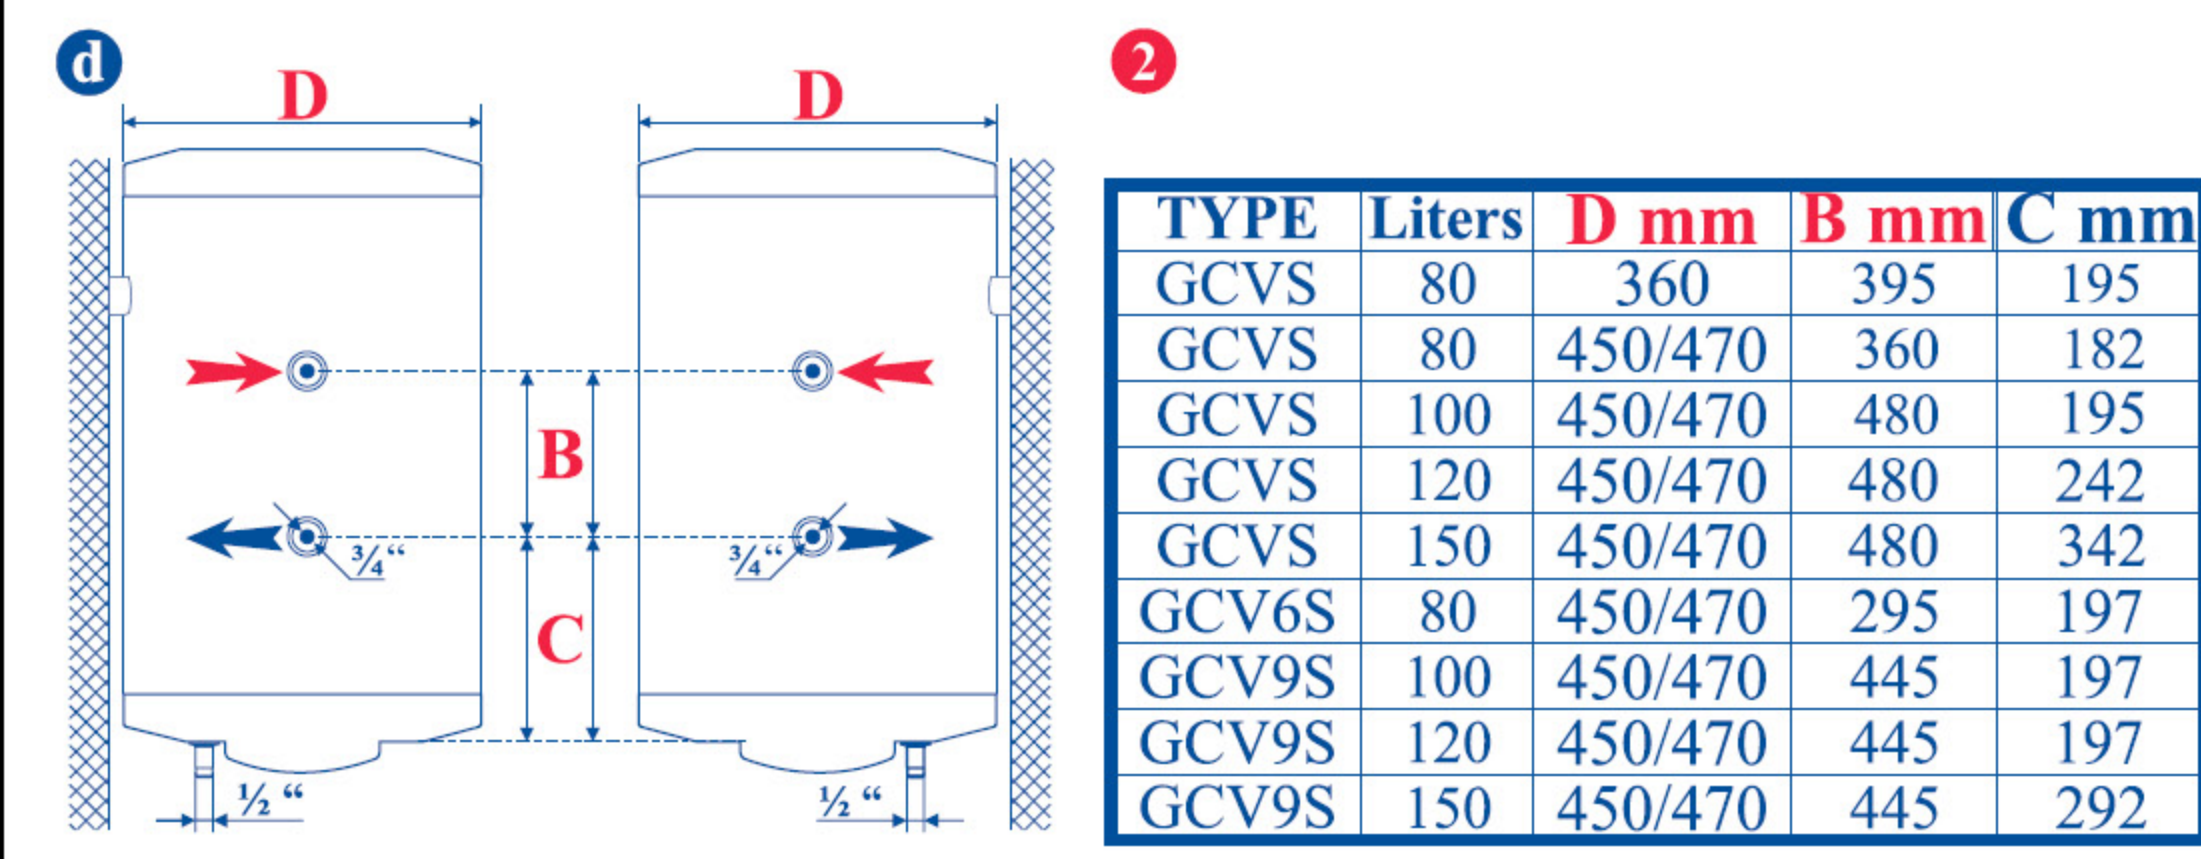 d
D
D
B
¾“
¾“
C
½ “
½ “
2
TYPE Liters D mm B mm C mm
GCVS 80 360 395 195
GCVS 80 450/470 360 182
GCVS 100 450/470 480 195
GCVS 120 450/470 480 242
GCVS 150 450/470 480 342
GCV6S 80 450/470 295 197
GCV9S 100 450/470 445 197
GCV9S 120 450/470 445 197
GCV9S 150 450/470 445 292